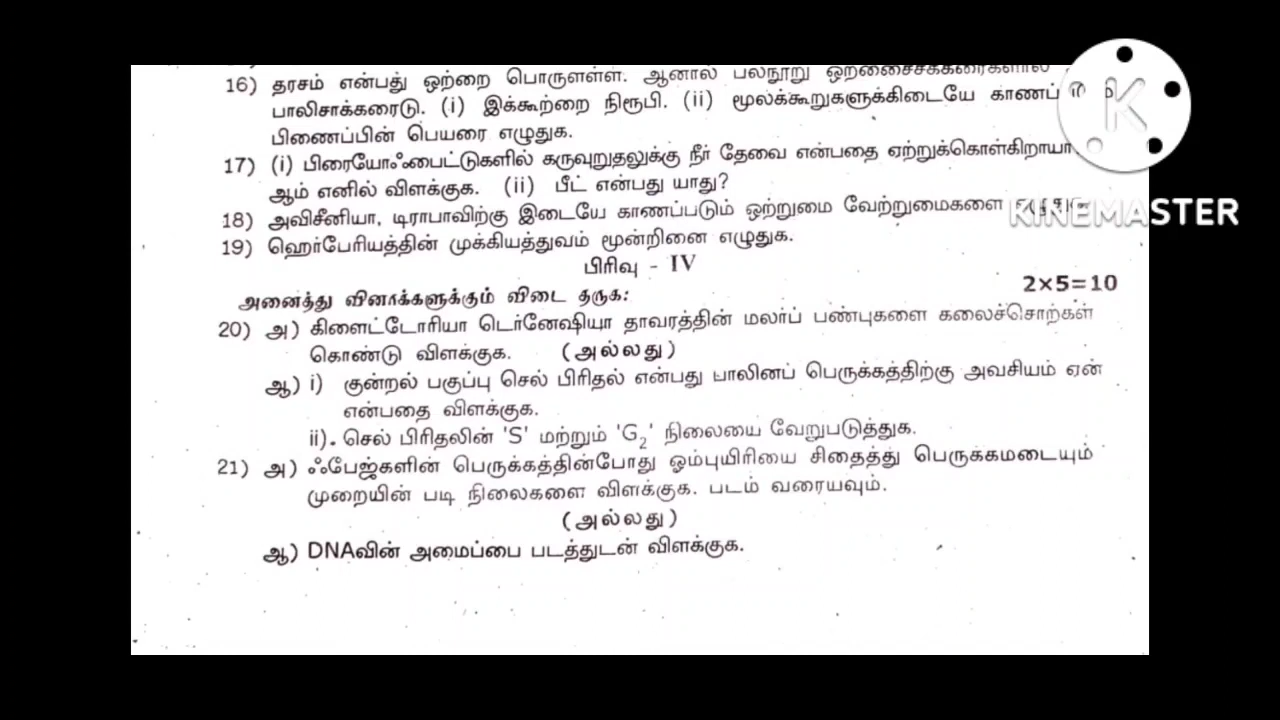 16) தரசம் என்பது ஒற்றை பொருளள்ள. ஆனால் பலநூறு ஒற்றைச்சக்கரைகளால்
பாலிசாக்கரைடு. (i) இக்கூற்றை நிரூபி. (ii) மூலக்கூறுகளுக்கிடையே
பிணைப்பின் பெயரை எழுதுக.
17) (i) பிரையோஃபைட்டுகளில் கருவுறுதலுக்கு நீர் தேவை என்பதை ஏற்றுக்கொள்கிறாயா
ஆம் எனில் விளக்குக. (ii) பீட் என்பது யாது?
KINEMASTER
18) அவிசீனியா, டிராபாவிற்கு இடையே காணப்படும் ஒற்றுமை வேற்றுமைகளை
19) ஹெர்பேரியத்தின் முக்கியத்துவம் மூன்றினை எழுதுக.
பிரிவு - IV
அனைத்து வினாக்களுக்கும் விடை தருக: 2×5=10
20) அ) கிளைட்டோரியா டெர்னேஷியா தாவரத்தின் மலர்ப் பண்புகளை கலைச்சொற்கள்
கொண்டு விளக்குக. (அல்லது)
ஆ) i) குன்றல் பகுப்பு செல் பிரிதல் என்பது பாலினப் பெருக்கத்திற்கு அவசியம் ஏன்
என்பதை விளக்குக.
ii). செல் பிரிதலின் 'S' மற்றும் 'G₂' நிலையை வேறுபடுத்துக.
21) அ) ஃபேஜ்களின் பெருக்கத்தின்போது ஓம்புயிரியை சிதைத்து பெருக்கமடையும்
முறையின் படி நிலைகளை விளக்குக. படம் வரையவும்.
(அல்லது)
ஆ) DNAவின் அமைப்பை படத்துடன் விளக்குக.